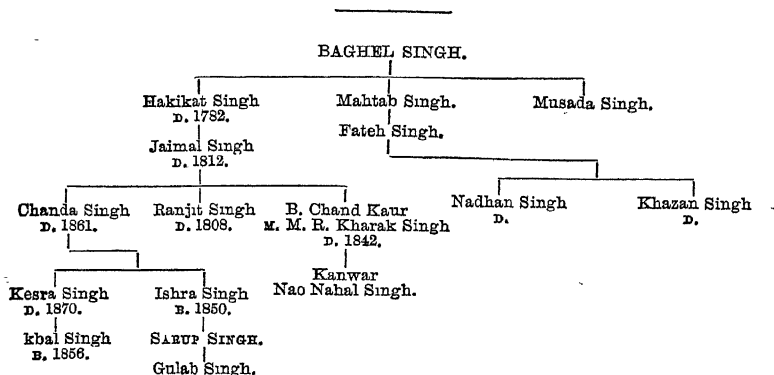 BAGHEL SINGH.
Hakikat Singh Mahtab Singh. Musada Singh.
D. 1782.
Fateh Singh.
Jaimal Singh
D. 1812.
Chanda Singh Ranjit Singh B. Chand Kaur Nadhan Singh Khazan Singh
D. 1861. D. 1808. M. M. R. Kharak Singh D. D.
D. 1842.
Kanwar
Nao Nahal Singh.
Kesra Singh Ishra Singh
D. 1870. B. 1850.
kbal Singh SARUP SINGH.
B. 1856.
Gulab Singh.